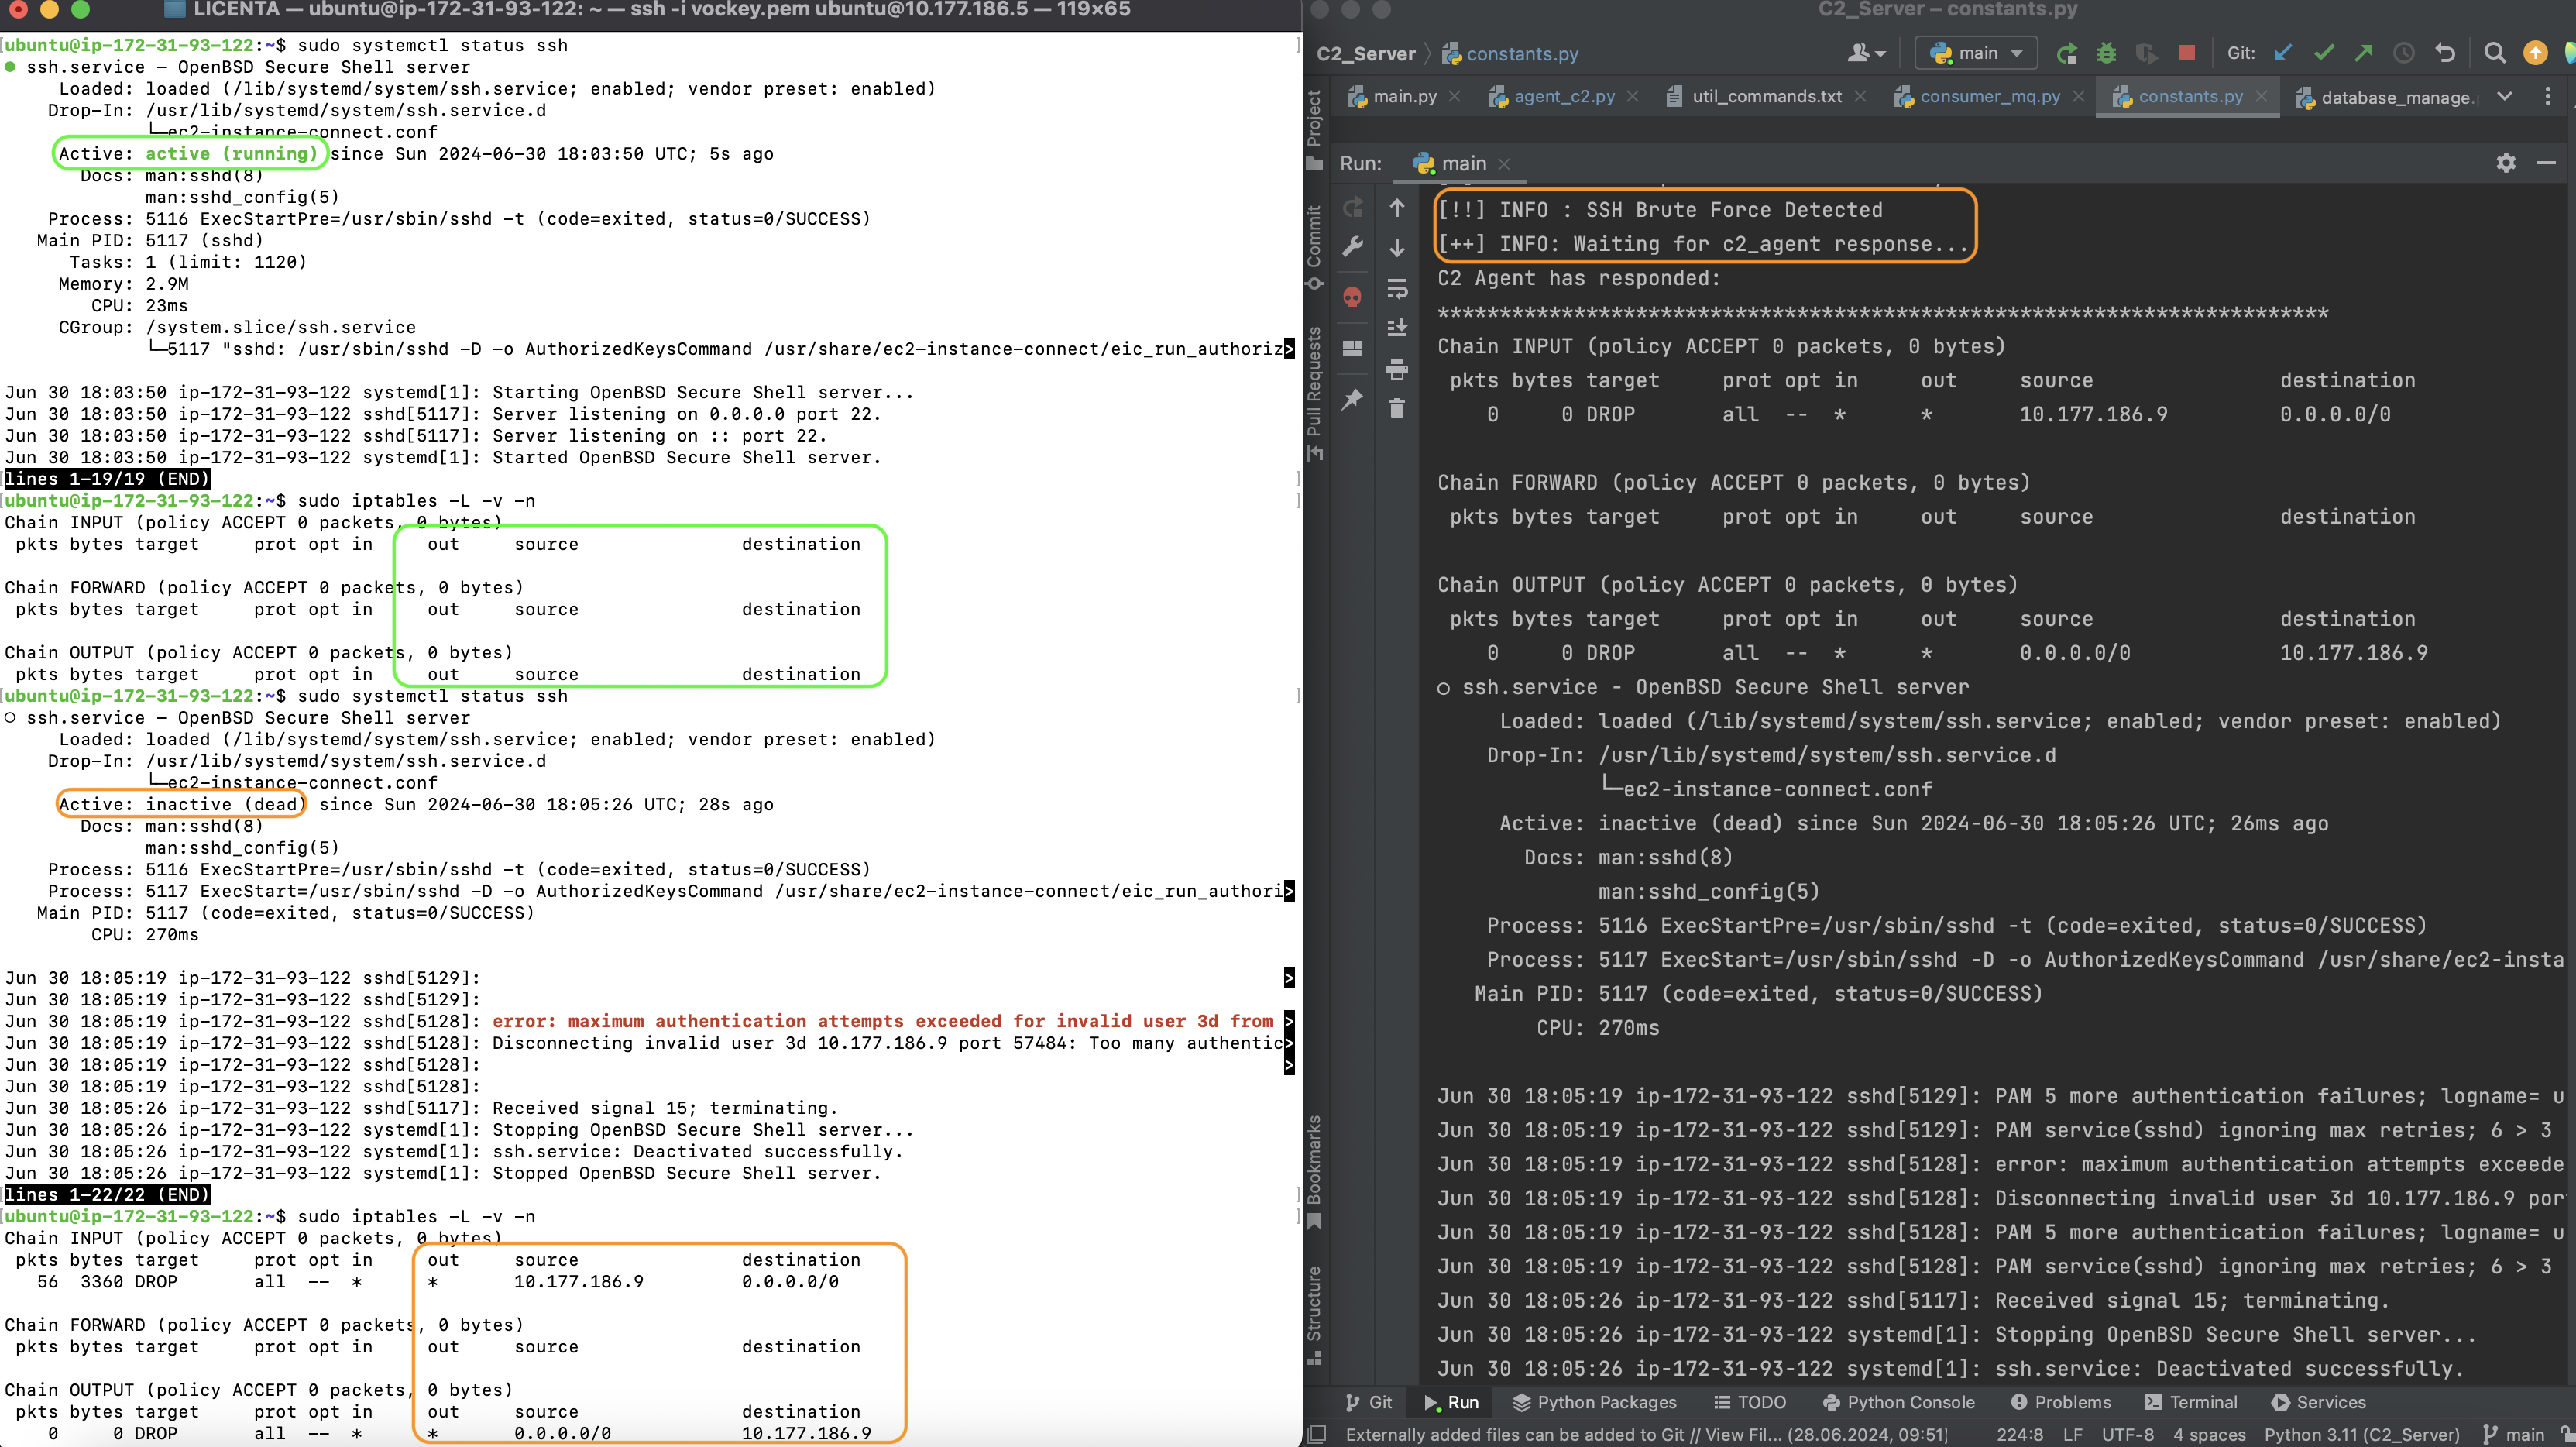 LICENTA — ubuntu@ip-172-31-93-122: ~ — ssh -i vockey.pem ubuntu@10.177.186.5 — 119×65
[ubuntu@ip-172-31-93-122:~$ sudo systemctl status ssh ]
● ssh.service – OpenBSD Secure Shell server
Loaded: loaded (/lib/systemd/system/ssh.service; enabled; vendor preset: enabled)
Drop-In: /usr/lib/systemd/system/ssh.service.d
└─ec2-instance-connect.conf
Active: active (running) since Sun 2024-06-30 18:03:50 UTC; 5s ago
Docs: man:sshd(8)
man:sshd_config(5)
Process: 5116 ExecStartPre=/usr/sbin/sshd -t (code=exited, status=0/SUCCESS)
Main PID: 5117 (sshd)
Tasks: 1 (limit: 1120)
Memory: 2.9M
CPU: 23ms
CGroup: /system.slice/ssh.service
└─5117 "sshd: /usr/sbin/sshd -D -o AuthorizedKeysCommand /usr/share/ec2-instance-connect/eic_run_authoriz>
Jun 30 18:03:50 ip-172-31-93-122 systemd[1]: Starting OpenBSD Secure Shell server...
Jun 30 18:03:50 ip-172-31-93-122 sshd[5117]: Server listening on 0.0.0.0 port 22.
Jun 30 18:03:50 ip-172-31-93-122 sshd[5117]: Server listening on :: port 22.
Jun 30 18:03:50 ip-172-31-93-122 systemd[1]: Started OpenBSD Secure Shell server.
[lines 1-19/19 (END) ]
[ubuntu@ip-172-31-93-122:~$ sudo iptables -L -v -n ]
Chain INPUT (policy ACCEPT 0 packets, 0 bytes)
pkts bytes target prot opt in out source destination
Chain FORWARD (policy ACCEPT 0 packets, 0 bytes)
pkts bytes target prot opt in out source destination
Chain OUTPUT (policy ACCEPT 0 packets, 0 bytes)
pkts bytes target prot opt in out source destination
[ubuntu@ip-172-31-93-122:~$ sudo systemctl status ssh ]
○ ssh.service – OpenBSD Secure Shell server
Loaded: loaded (/lib/systemd/system/ssh.service; enabled; vendor preset: enabled)
Drop-In: /usr/lib/systemd/system/ssh.service.d
└─ec2-instance-connect.conf
Active: inactive (dead) since Sun 2024-06-30 18:05:26 UTC; 28s ago
Docs: man:sshd(8)
man:sshd_config(5)
Process: 5116 ExecStartPre=/usr/sbin/sshd -t (code=exited, status=0/SUCCESS)
Process: 5117 ExecStart=/usr/sbin/sshd -D -o AuthorizedKeysCommand /usr/share/ec2-instance-connect/eic_run_authori>
Main PID: 5117 (code=exited, status=0/SUCCESS)
CPU: 270ms
Jun 30 18:05:19 ip-172-31-93-122 sshd[5129]: >
Jun 30 18:05:19 ip-172-31-93-122 sshd[5129]:
Jun 30 18:05:19 ip-172-31-93-122 sshd[5128]: error: maximum authentication attempts exceeded for invalid user 3d from >
Jun 30 18:05:19 ip-172-31-93-122 sshd[5128]: Disconnecting invalid user 3d 10.177.186.9 port 57484: Too many authentic>
Jun 30 18:05:19 ip-172-31-93-122 sshd[5128]: >
Jun 30 18:05:19 ip-172-31-93-122 sshd[5128]:
Jun 30 18:05:26 ip-172-31-93-122 sshd[5117]: Received signal 15; terminating.
Jun 30 18:05:26 ip-172-31-93-122 systemd[1]: Stopping OpenBSD Secure Shell server...
Jun 30 18:05:26 ip-172-31-93-122 systemd[1]: ssh.service: Deactivated successfully.
Jun 30 18:05:26 ip-172-31-93-122 systemd[1]: Stopped OpenBSD Secure Shell server.
[lines 1-22/22 (END) ]
[ubuntu@ip-172-31-93-122:~$ sudo iptables -L -v -n ]
Chain INPUT (policy ACCEPT 0 packets, 0 bytes)
pkts bytes target prot opt in out source destination
56 3360 DROP all -- * * 10.177.186.9 0.0.0.0/0
Chain FORWARD (policy ACCEPT 0 packets, 0 bytes)
pkts bytes target prot opt in out source destination
Chain OUTPUT (policy ACCEPT 0 packets, 0 bytes)
pkts bytes target prot opt in out source destination
0 0 DROP all -- * * 0.0.0.0/0 10.177.186.9
C2_Server – constants.py
C2_Server 〉 constants.py main Git:
main.py agent_c2.py util_commands.txt consumer_mq.py constants.py database_manage.
Project
Commit
Pull Requests
Bookmarks
Structure
Run: main
[!!] INFO : SSH Brute Force Detected
[++] INFO: Waiting for c2_agent response...
C2 Agent has responded:
************************************************************************
Chain INPUT (policy ACCEPT 0 packets, 0 bytes)
pkts bytes target prot opt in out source destination
0 0 DROP all -- * * 10.177.186.9 0.0.0.0/0
Chain FORWARD (policy ACCEPT 0 packets, 0 bytes)
pkts bytes target prot opt in out source destination
Chain OUTPUT (policy ACCEPT 0 packets, 0 bytes)
pkts bytes target prot opt in out source destination
0 0 DROP all -- * * 0.0.0.0/0 10.177.186.9
○ ssh.service - OpenBSD Secure Shell server
Loaded: loaded (/lib/systemd/system/ssh.service; enabled; vendor preset: enabled)
Drop-In: /usr/lib/systemd/system/ssh.service.d
└─ec2-instance-connect.conf
Active: inactive (dead) since Sun 2024-06-30 18:05:26 UTC; 26ms ago
Docs: man:sshd(8)
man:sshd_config(5)
Process: 5116 ExecStartPre=/usr/sbin/sshd -t (code=exited, status=0/SUCCESS)
Process: 5117 ExecStart=/usr/sbin/sshd -D -o AuthorizedKeysCommand /usr/share/ec2-insta
Main PID: 5117 (code=exited, status=0/SUCCESS)
CPU: 270ms
Jun 30 18:05:19 ip-172-31-93-122 sshd[5129]: PAM 5 more authentication failures; logname= u
Jun 30 18:05:19 ip-172-31-93-122 sshd[5129]: PAM service(sshd) ignoring max retries; 6 > 3
Jun 30 18:05:19 ip-172-31-93-122 sshd[5128]: error: maximum authentication attempts exceede
Jun 30 18:05:19 ip-172-31-93-122 sshd[5128]: Disconnecting invalid user 3d 10.177.186.9 por
Jun 30 18:05:19 ip-172-31-93-122 sshd[5128]: PAM 5 more authentication failures; logname= u
Jun 30 18:05:19 ip-172-31-93-122 sshd[5128]: PAM service(sshd) ignoring max retries; 6 > 3
Jun 30 18:05:26 ip-172-31-93-122 sshd[5117]: Received signal 15; terminating.
Jun 30 18:05:26 ip-172-31-93-122 systemd[1]: Stopping OpenBSD Secure Shell server...
Jun 30 18:05:26 ip-172-31-93-122 systemd[1]: ssh.service: Deactivated successfully.
Git Run Python Packages TODO Python Console Problems Terminal Services
Externally added files can be added to Git // View Fil... (28.06.2024, 09:51) 224:8 LF UTF-8 4 spaces Python 3.11 (C2_Server) main